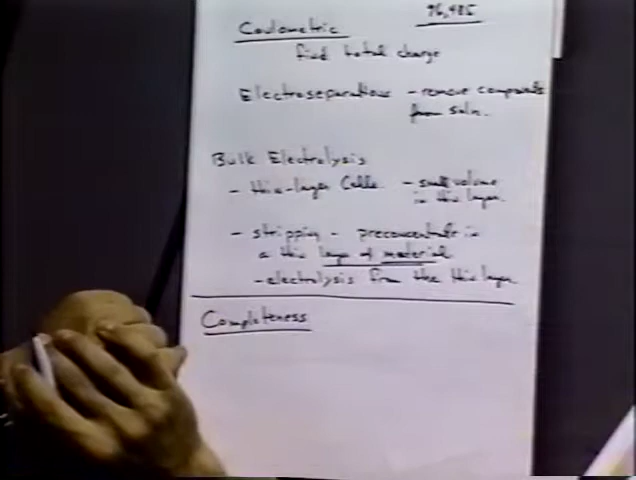 96,485
Coulometric
find total charge
Electroseparations - remove components
from soln.
Bulk Electrolysis
- thin-layer Cells - small volume
in thin layer.
- stripping - preconcentrate in
a thin layer of material
- electrolysis from the thin layer
Completeness